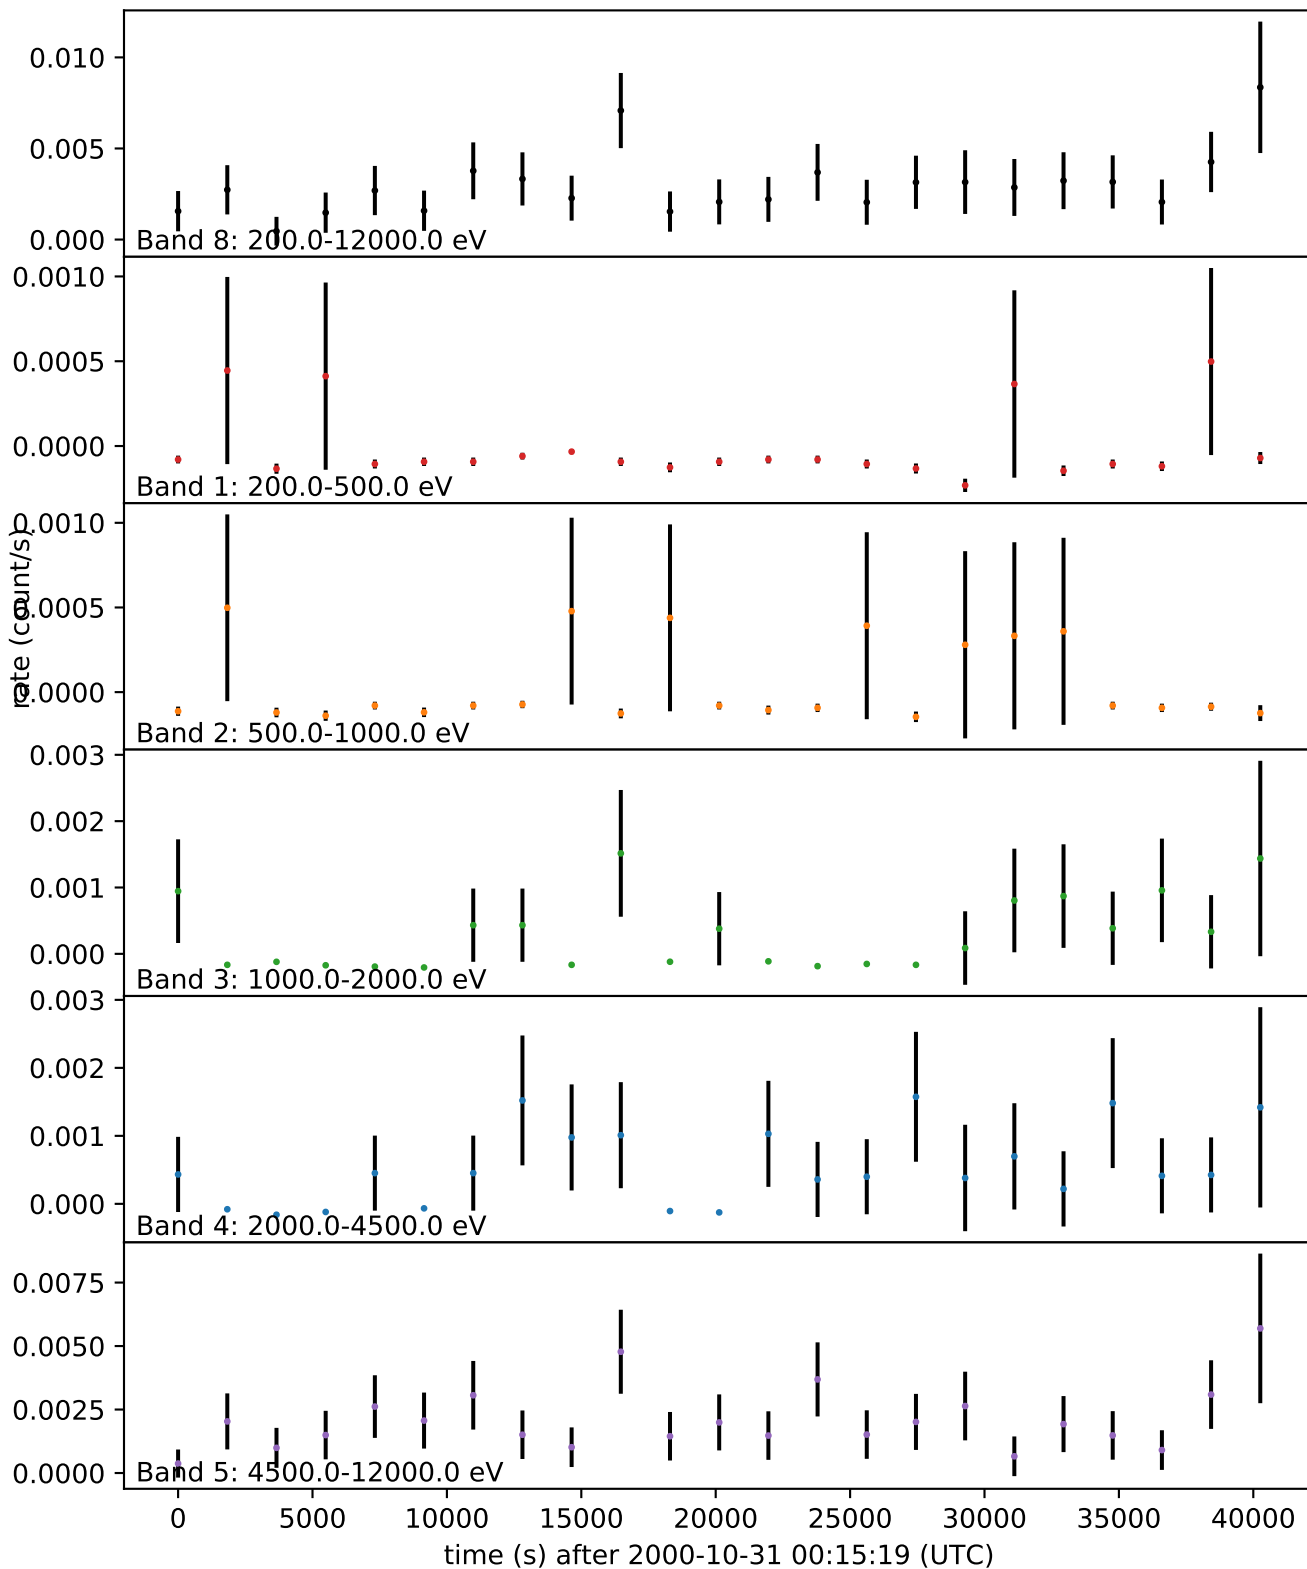 0.010
0.005
0.000
Band 8: 200.0-12000.0 eV
0.0010
0.0005
0.0000
Band 1: 200.0-500.0 eV
rate (count/s)
0.0010
0.0005
0.0000
Band 2: 500.0-1000.0 eV
0.003
0.002
0.001
0.000
Band 3: 1000.0-2000.0 eV
0.003
0.002
0.001
0.000
Band 4: 2000.0-4500.0 eV
0.0075
0.0050
0.0025
0.0000
Band 5: 4500.0-12000.0 eV
0 5000 10000 15000 20000 25000 30000 35000 40000
time (s) after 2000-10-31 00:15:19 (UTC)